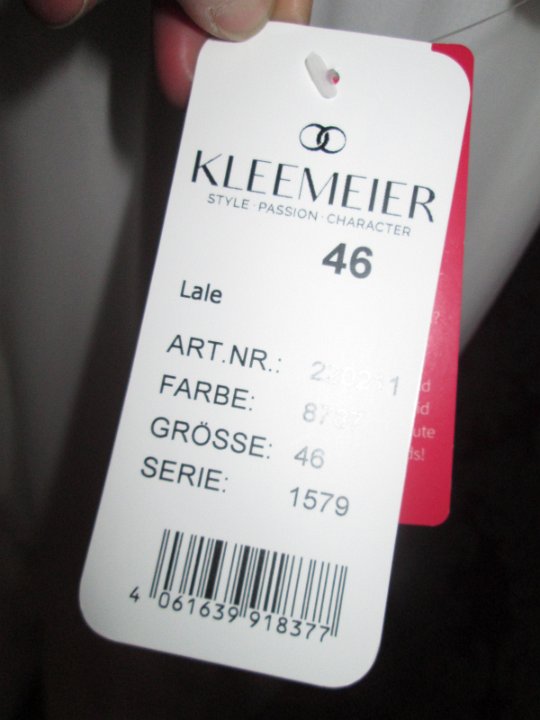 KLEEMEIER
STYLE · PASSION · CHARACTER
46
Lale
ART.NR.:
FARBE:
GRÖSSE: 46
SERIE: 1579
4 061639 918377